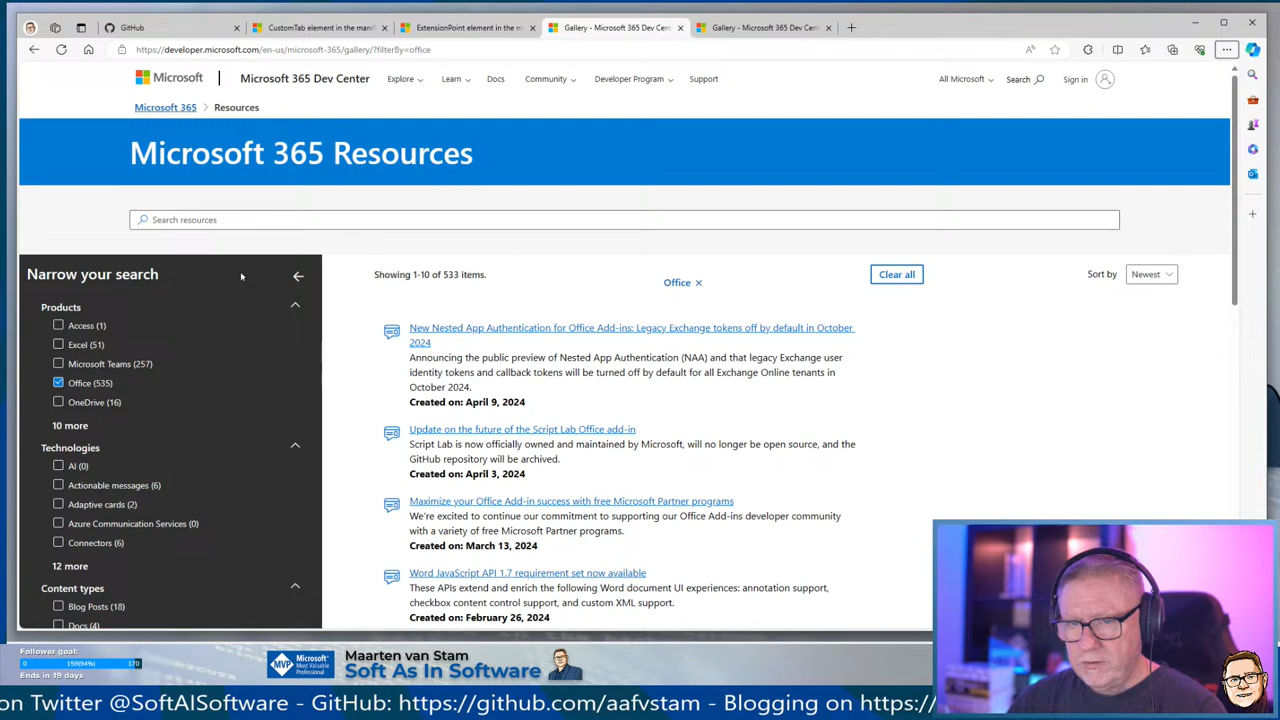 GitHub
CustomTab element in the mani
ExtensionPoint element in the m
Gallery - Microsoft 365 Dev Cen
Gallery - Microsoft 365 Dev Cen
https://developer.microsoft.com/en-us/microsoft-365/gallery/?filterBy=office
Microsoft
Microsoft 365 Dev Center
Explore
Learn
Docs
Community
Developer Program
Support
All Microsoft
Search
Sign in
Microsoft 365 > Resources
Microsoft 365 Resources
Search resources
Narrow your search
Products
Access (1)
Excel (51)
Microsoft Teams (257)
Office (535)
OneDrive (16)
10 more
Technologies
AI (0)
Actionable messages (6)
Adaptive cards (2)
Azure Communication Services (0)
Connectors (6)
12 more
Content types
Blog Posts (18)
Docs (4)
Showing 1-10 of 533 items.
Office ×
Clear all
Sort by
Newest
New Nested App Authentication for Office Add-ins: Legacy Exchange tokens off by default in October
2024
Announcing the public preview of Nested App Authentication (NAA) and that legacy Exchange user
identity tokens and callback tokens will be turned off by default for all Exchange Online tenants in
October 2024.
Created on: April 9, 2024
Update on the future of the Script Lab Office add-in
Script Lab is now officially owned and maintained by Microsoft, will no longer be open source, and the
GitHub repository will be archived.
Created on: April 3, 2024
Maximize your Office Add-in success with free Microsoft Partner programs
We're excited to continue our commitment to supporting our Office Add-ins developer community
with a variety of free Microsoft Partner programs.
Created on: March 13, 2024
Word JavaScript API 1.7 requirement set now available
These APIs extend and enrich the following Word document UI experiences: annotation support,
checkbox content control support, and custom XML support.
Created on: February 26, 2024
Follower goal:
0
159(94%)
170
Ends in 19 days
MVP
Microsoft
Most Valuable
Professional
Maarten van Stam
Soft As In Software
on Twitter @SoftAISoftware - GitHub: https://github.com/aafvstam - Blogging on https://